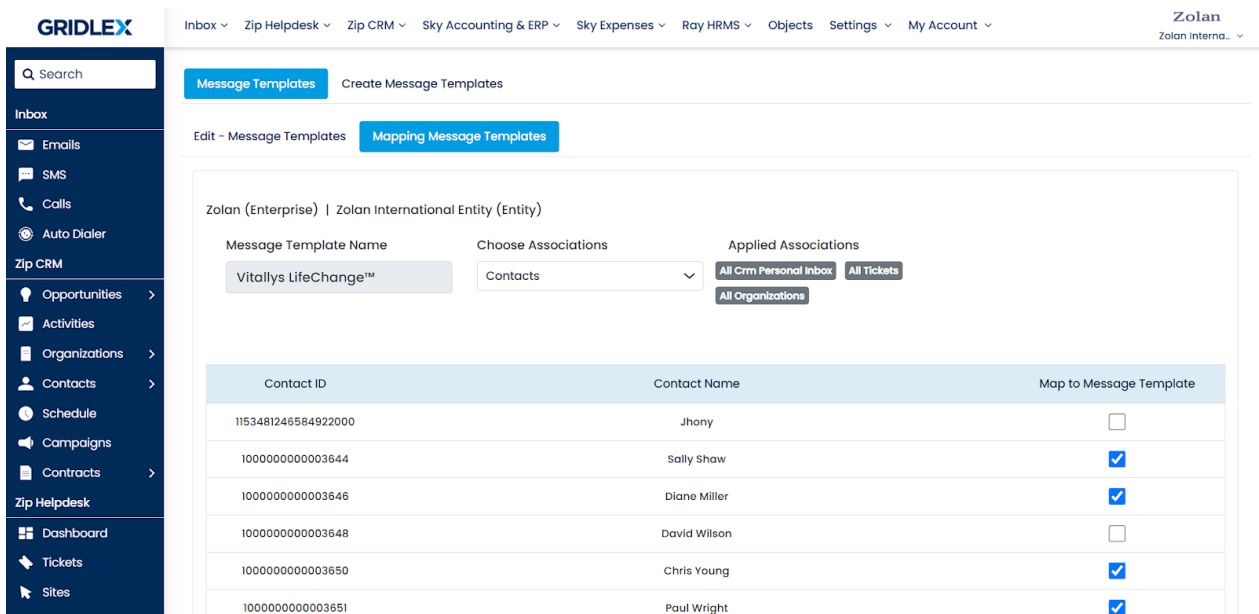 GRIDLEX
Inbox Zip Helpdesk Zip CRM Sky Accounting & ERP Sky Expenses Ray HRMS Objects Settings My Account
Zolan
Zolan Interna..
Search
Inbox
Emails
SMS
Calls
Auto Dialer
Zip CRM
Opportunities
Activities
Organizations
Contacts
Schedule
Campaigns
Contracts
Zip Helpdesk
Dashboard
Tickets
Sites
Message Templates Create Message Templates
Edit - Message Templates Mapping Message Templates
Zolan (Enterprise) | Zolan International Entity (Entity)
Message Template Name Choose Associations Applied Associations
Vitallys LifeChange™ Contacts All Crm Personal Inbox All Tickets
All Organizations
Contact ID Contact Name Map to Message Template
1153481246584922000 Jhony
1000000000003644 Sally Shaw
1000000000003646 Diane Miller
1000000000003648 David Wilson
1000000000003650 Chris Young
1000000000003651 Paul Wright